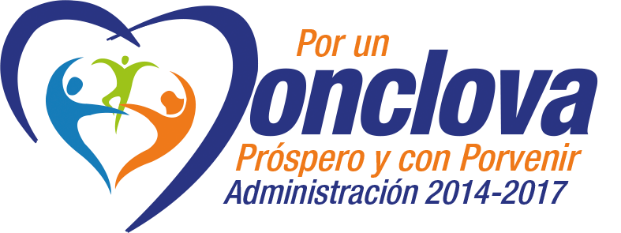 Por un
Monclova
Próspero y con Porvenir
Administración 2014-2017